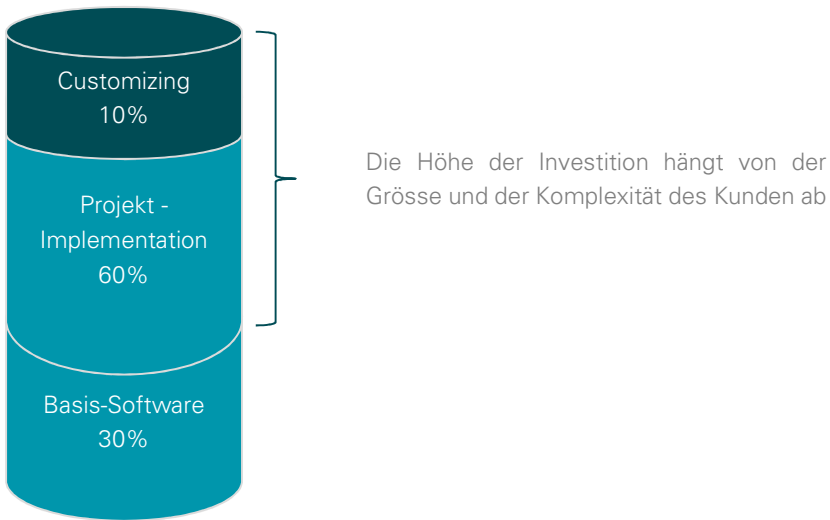 Customizing
10%
Projekt -
Implementation
60%
Basis-Software
30%
Die Höhe der Investition hängt von der
Grösse und der Komplexität des Kunden ab